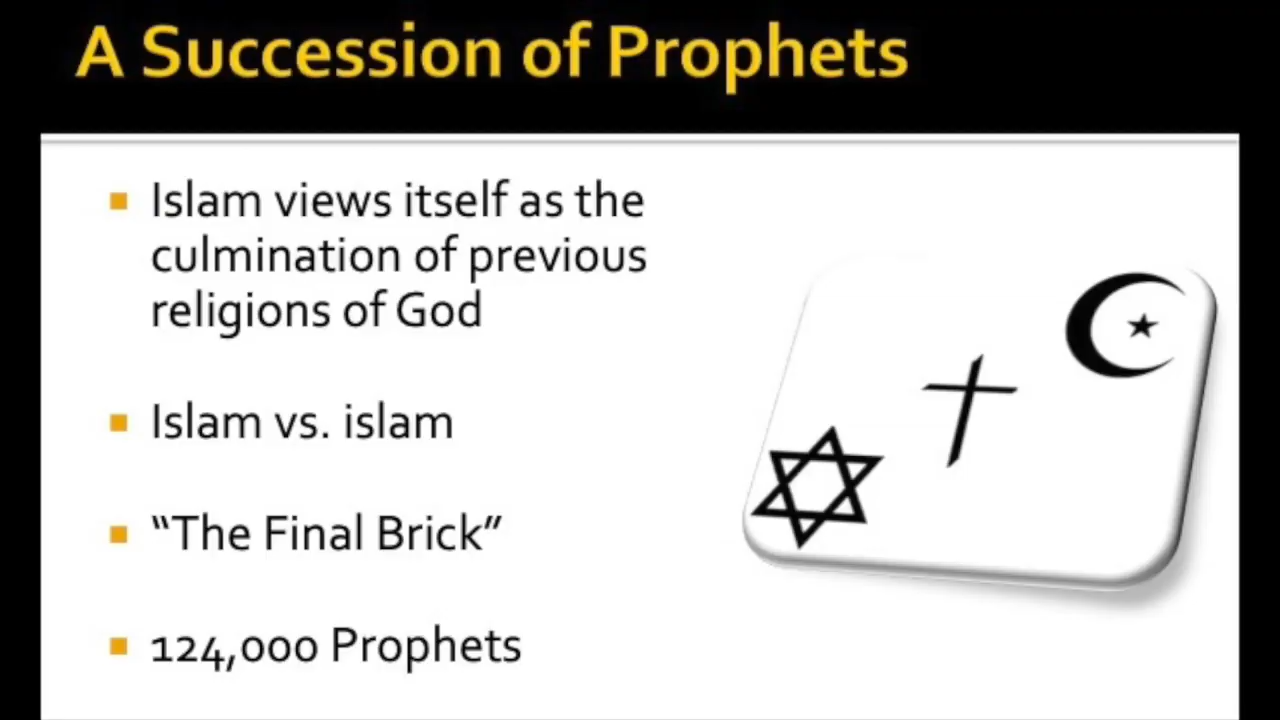 A Succession of Prophets
Islam views itself as the
culmination of previous
religions of God
Islam vs. islam
“The Final Brick”
124,000 Prophets